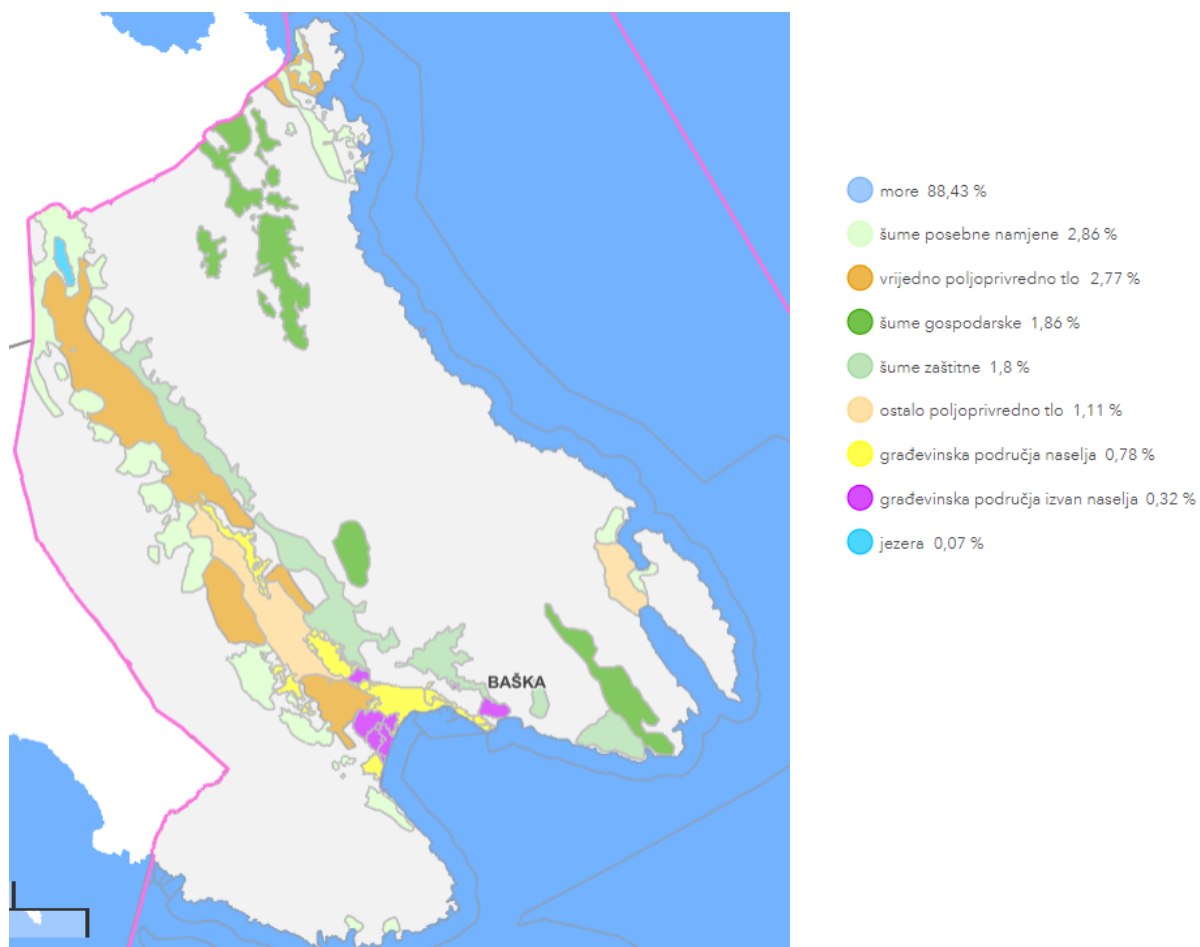 BAŠKA
more 88,43 %
šume posebne namjene 2,86 %
vrijedno poljoprivredno tlo 2,77 %
šume gospodarske 1,86 %
šume zaštitne 1,8 %
ostalo poljoprivredno tlo 1,11 %
građevinska područja naselja 0,78 %
građevinska područja izvan naselja 0,32 %
jezera 0,07 %